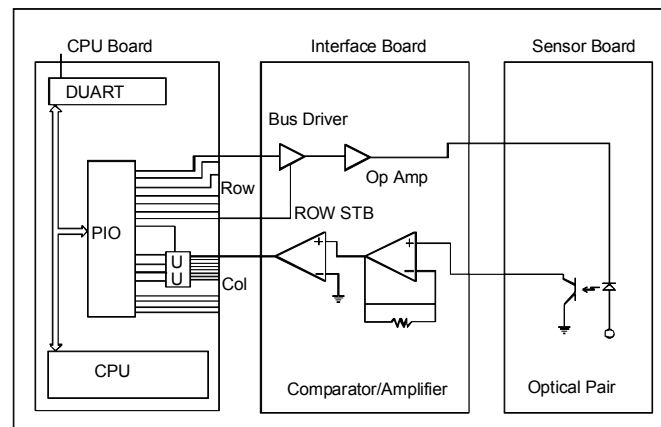 CPU Board
Interface Board
Sensor Board
DUART
Bus Driver
Op Amp
Row
ROW STB
PIO
U
U
Col
+
−
+
−
CPU
Comparator/Amplifier
Optical Pair